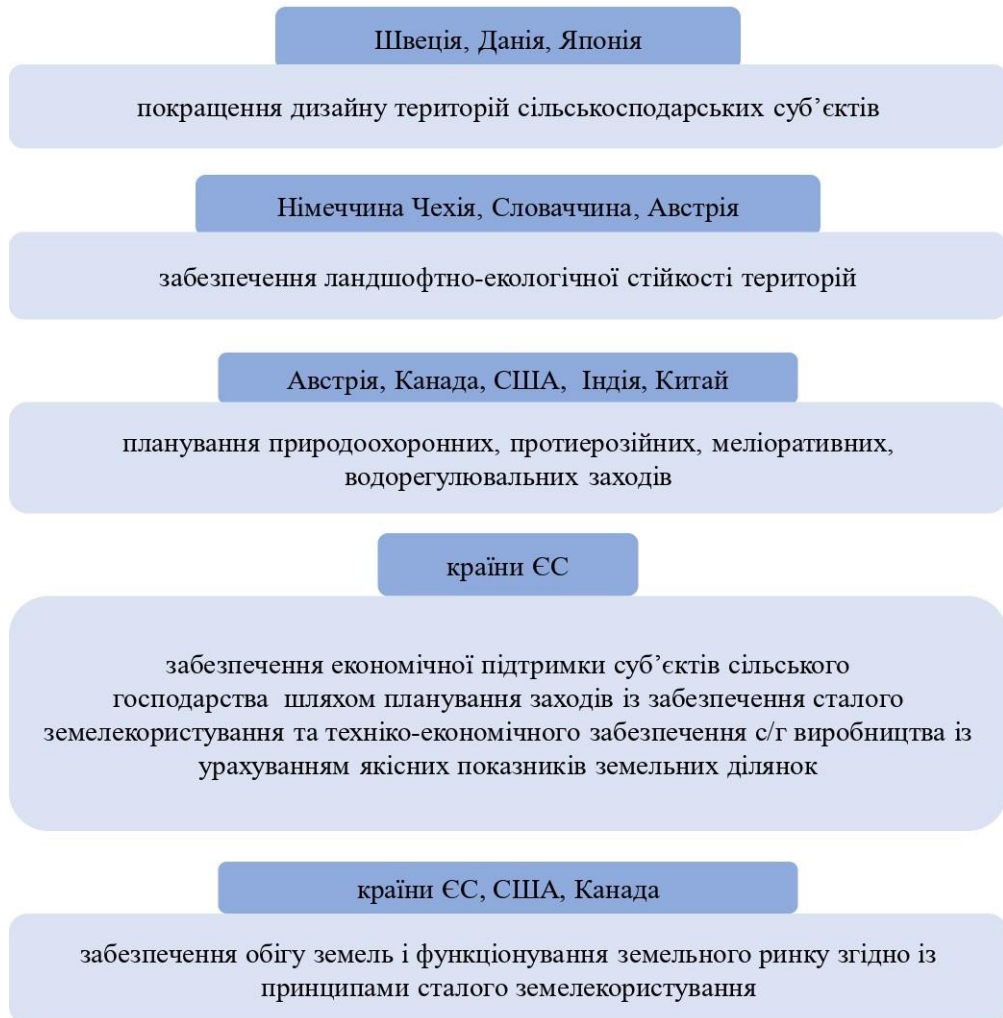 Швеція, Данія, Японія
покращення дизайну територій сільськосподарських суб’єктів
Німеччина Чехія, Словаччина, Австрія
забезпечення ландшафтно-екологічної стійкості територій
Австрія, Канада, США, Індія, Китай
планування природоохоронних, протиерозійних, меліоративних,
водорегулювальних заходів
країни ЄС
забезпечення економічної підтримки суб’єктів сільського
господарства шляхом планування заходів із забезпечення сталого
землекористування та техніко-економічного забезпечення с/г виробництва із
урахуванням якісних показників земельних ділянок
країни ЄС, США, Канада
забезпечення обігу земель і функціонування земельного ринку згідно із
принципами сталого землекористування